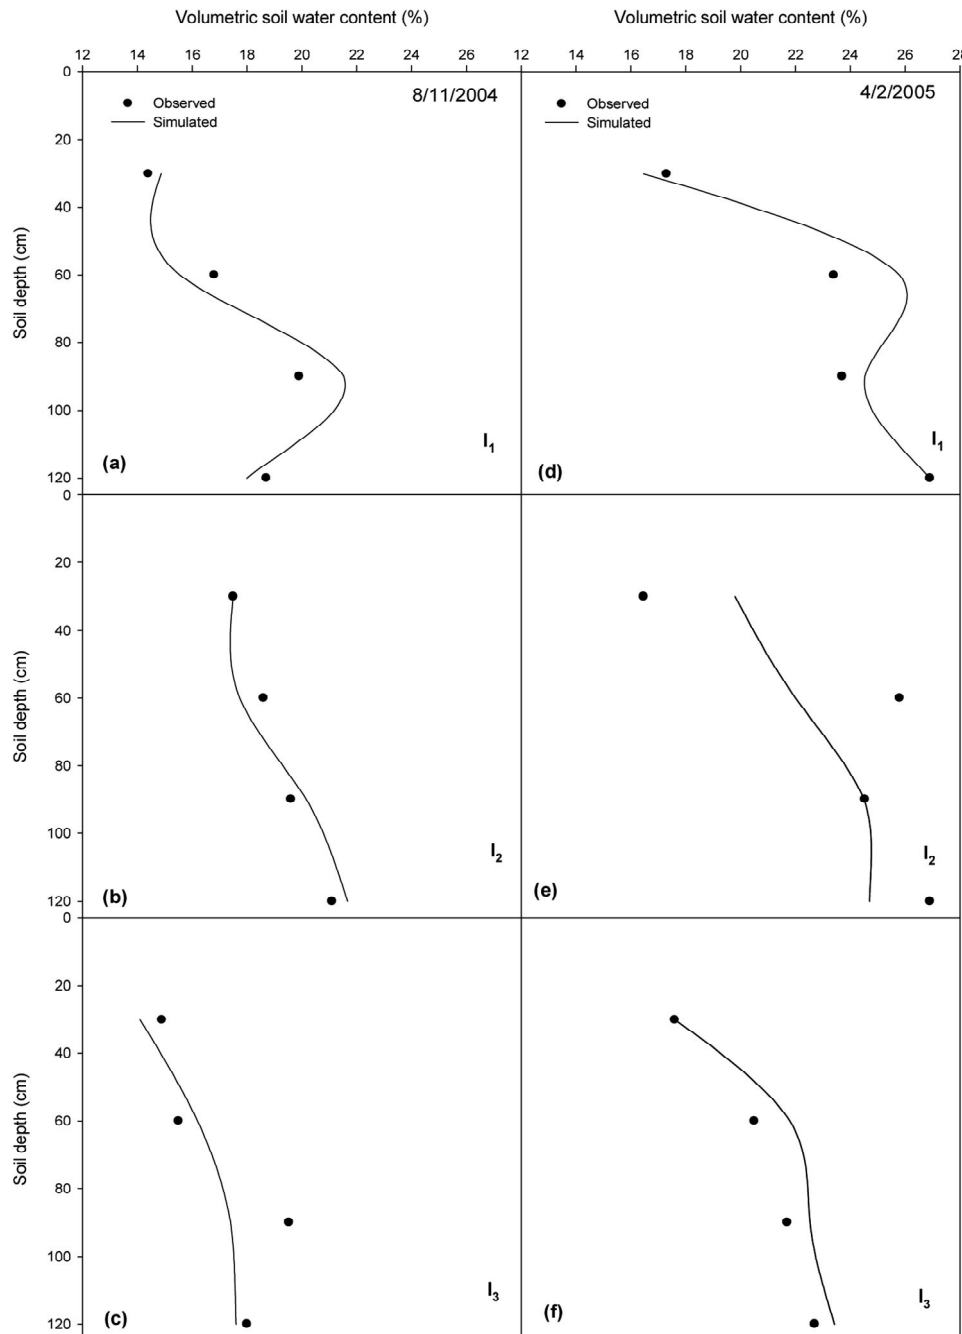 Volumetric soil water content (%)
Volumetric soil water content (%)
12 14 16 18 20 22 24 26 12
16 18 20 22 24 26 28
0
Observed
Simulated
8/11/2004
Observed
Simulated
4/2/2005
20
40
60
80
100
120
Soil depth (cm)
(a)
I1
(d)
I1
0
20
40
60
80
100
120
Soil depth (cm)
(b)
I2
(e)
I2
0
20
40
60
80
100
120
Soil depth (cm)
(c)
I3
(f)
I3